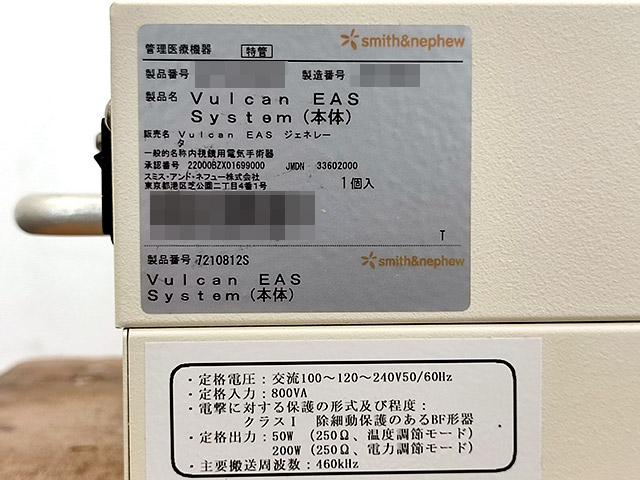 管理医療機器 特管 smith&nephew
製品番号 製造番号
製品名 Vulcan EAS
System(本体)
販売名 Vulcan EAS ジェネレー
タ
一般的名称 内視鏡用電気手術器
承認番号 22000BZX01699000 JMDN 33602000
スミス・アンド・ネフュー株式会社
東京都港区芝公園二丁目4番1号 1個入
T
製品番号 7210812S smith&nephew
Vulcan EAS
System(本体)
・定格電圧:交流100~120~240V50/60Hz
・定格入力:800VA
・電撃に対する保護の形式及び程度:
クラスⅠ 除細動保護のあるBF形器
・定格出力:50W (250Ω、温度調節モード)
200W (250Ω、電力調節モード)
・主要搬送周波数:460kHz